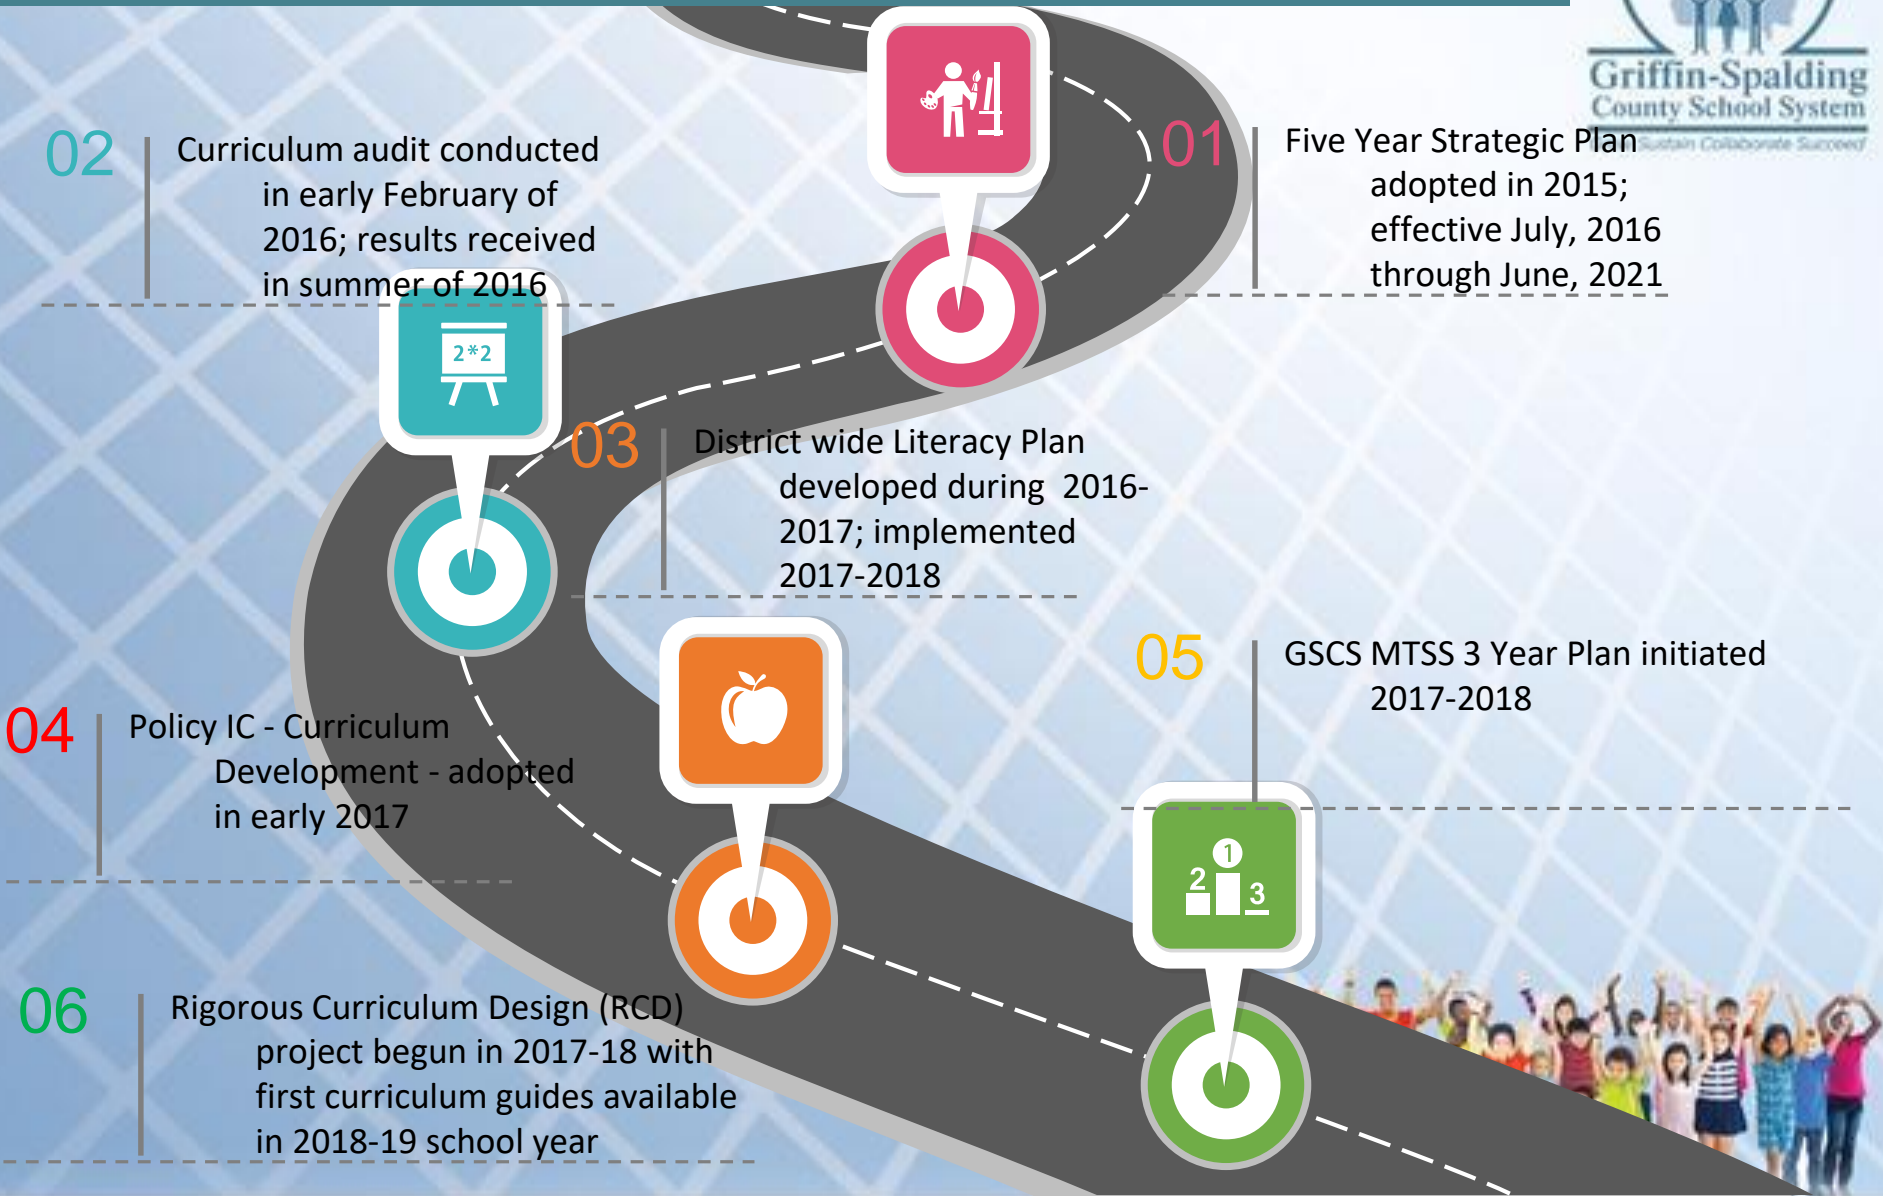 Griffin-Spalding
County School System
Sustain Collaborate Succeed
01
Five Year Strategic Plan
adopted in 2015;
effective July, 2016
through June, 2021
02
Curriculum audit conducted
in early February of
2016; results received
in summer of 2016
2*2
03
District wide Literacy Plan
developed during 2016-
2017; implemented
2017-2018
04
Policy IC - Curriculum
Development - adopted
in early 2017
05
GSCS MTSS 3 Year Plan initiated
2017-2018
1
2
3
06
Rigorous Curriculum Design (RCD)
project begun in 2017-18 with
first curriculum guides available
in 2018-19 school year